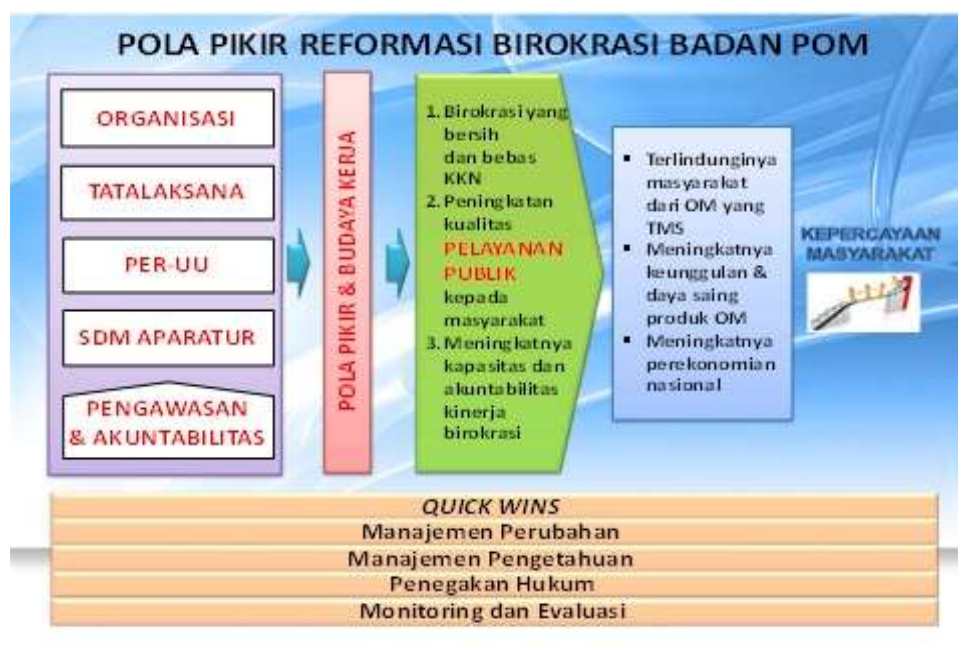 POLA PIKIR REFORMASI BIROKRASI BADAN POM
ORGANISASI
TATALAKSANA
PER-UU
SDM APARATUR
PENGAWASAN
& AKUNTABILITAS
POLA PIKIR & BUDAYA KERJA
1. Birokrasi yang
bersih
dan bebas
KKN
2. Peningkatan
kualitas
PELAYANAN
PUBLIK
kepada
masyarakat
3. Meningkatnya
kapasitas dan
akuntabilitas
kinerja
birokrasi
▪ Terlindunginya
masyarakat
dari OM yang
TMS
▪ Meningkatnya
keunggulan &
daya saing
produk OM
▪ Meningkatnya
perekonomian
nasional
KEPERCAYAAN
MASYARAKAT
QUICK WINS
Manajemen Perubahan
Manajemen Pengetahuan
Penegakan Hukum
Monitoring dan Evaluasi